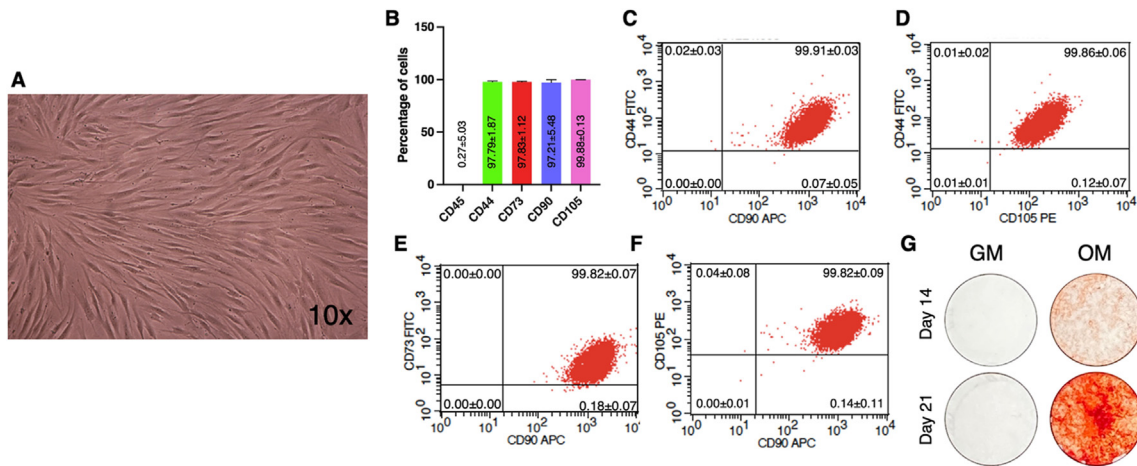 A
10x
B
Percentage of cells
150
100
50
0
0.27±5.03
97.79±1.87
97.83±1.12
97.21±5.48
99.88±0.13
CD45
CD44
CD73
CD90
CD105
C
0.02±0.03
99.91±0.03
0.00±0.00
0.07±0.05
CD44 FITC
10⁴
10³
10²
10¹
10⁰
10⁰ 10¹ 10² 10³ 10⁴
CD90 APC
D
0.01±0.02
99.86±0.06
0.01±0.01
0.12±0.07
CD44 FITC
10⁴
10³
10²
10¹
10⁰
10⁰ 10¹ 10² 10³ 10⁴
CD105 PE
E
0.00±0.00
99.82±0.07
0.00±0.00
0.18±0.07
CD73 FITC
10⁴
10³
10²
10¹
10⁰
10⁰ 10¹ 10² 10³ 10⁴
CD90 APC
F
0.04±0.08
99.82±0.09
0.00±0.01
0.14±0.11
CD105 PE
10⁴
10³
10²
10¹
10⁰
10⁰ 10¹ 10² 10³ 10⁴
CD90 APC
G
GM
OM
Day 14
Day 21